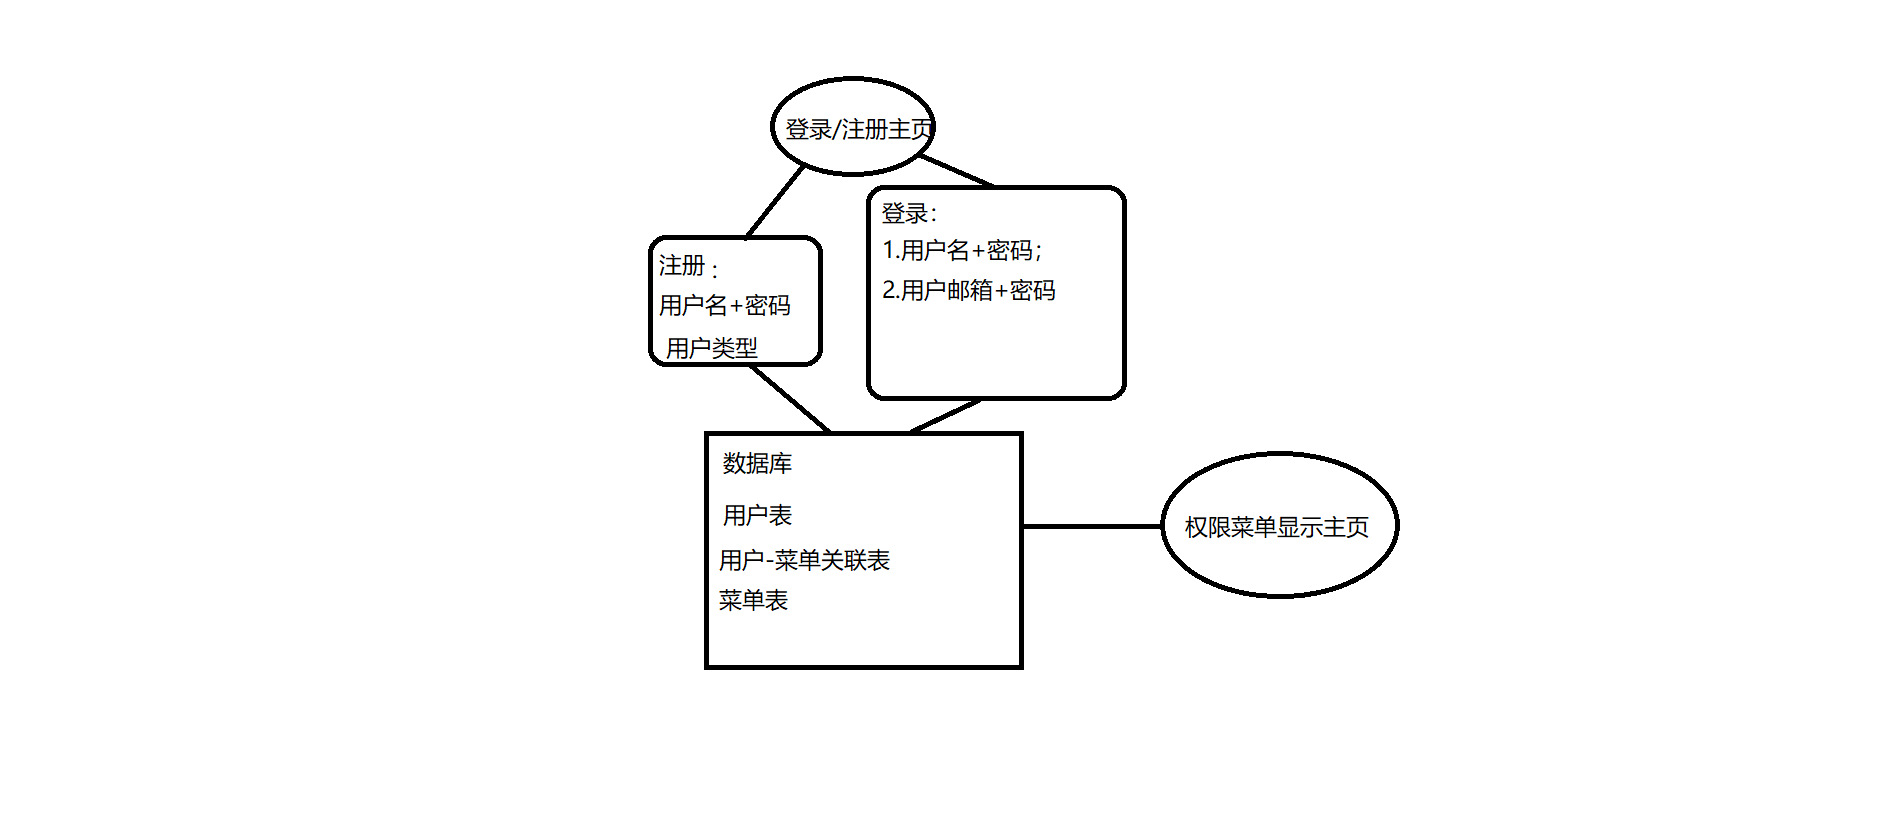 登录/注册主页
登录：
1.用户名+密码；
2.用户邮箱+密码
注册：
用户名+密码
用户类型
数据库
用户表
用户-菜单关联表
菜单表
权限菜单显示主页